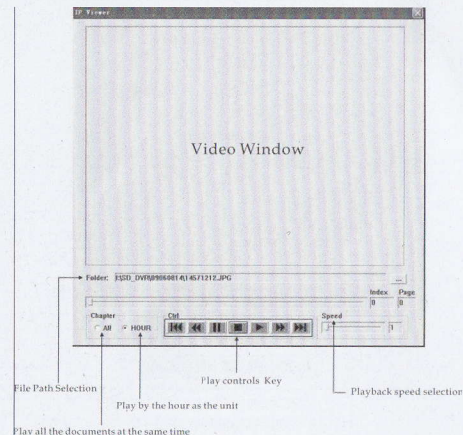 IP Viewer
Video Window
Folder: I:\SD_DVR\89060814\14571212.JPG
...
Index Page
0 0
Chapter Ctrl Speed
All HOUR 1
Play controls Key
File Path Selection
Playback speed selection
Play by the hour as the unit
Play all the documents at the same time